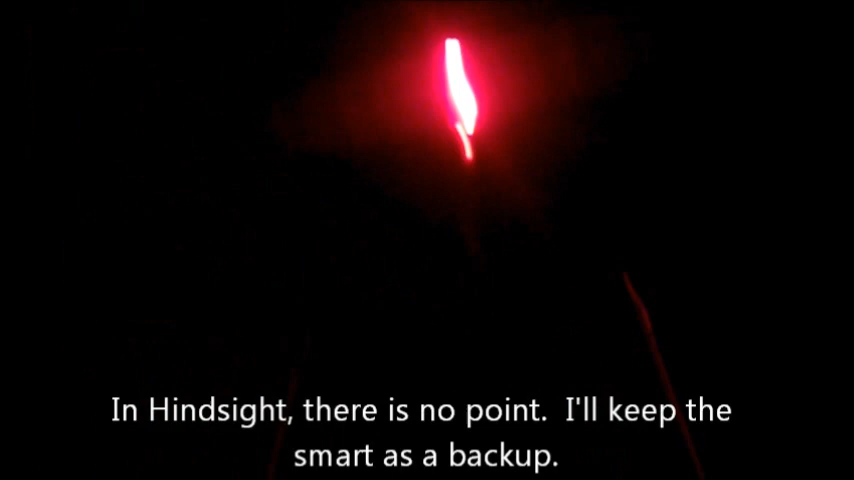 In Hindsight, there is no point.  I'll keep the
smart as a backup.